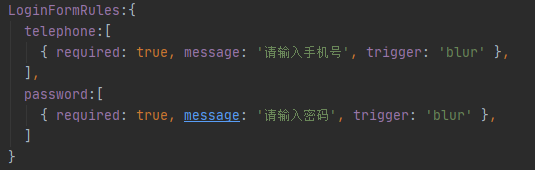 LoginFormRules:{
telephone:[
{ required: true, message: '请输入手机号', trigger: 'blur' },
],
password:[
{ required: true, message: '请输入密码', trigger: 'blur' },
]
}